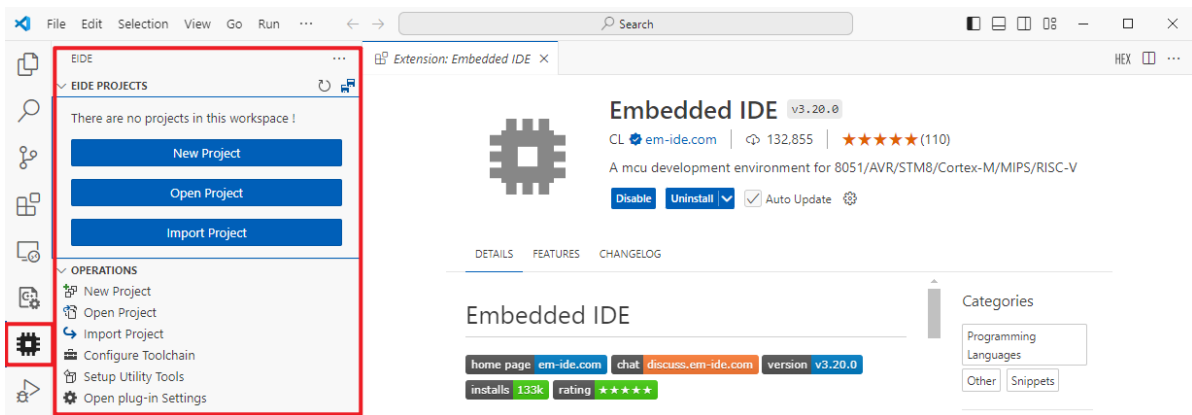 File Edit Selection View Go Run ··· Search
EIDE ···
EIDE PROJECTS
There are no projects in this workspace !
New Project
Open Project
Import Project
OPERATIONS
New Project
Open Project
Import Project
Configure Toolchain
Setup Utility Tools
Open plug-in Settings
Extension: Embedded IDE HEX ···
Embedded IDE v3.20.0
CL em-ide.com 132,855 ★★★★★(110)
A mcu development environment for 8051/AVR/STM8/Cortex-M/MIPS/RISC-V
Disable Uninstall Auto Update
DETAILS FEATURES CHANGELOG
Embedded IDE
home page em-ide.com chat discuss.em-ide.com version v3.20.0
installs 133k rating ★★★★★
Categories
Programming
Languages
Other Snippets